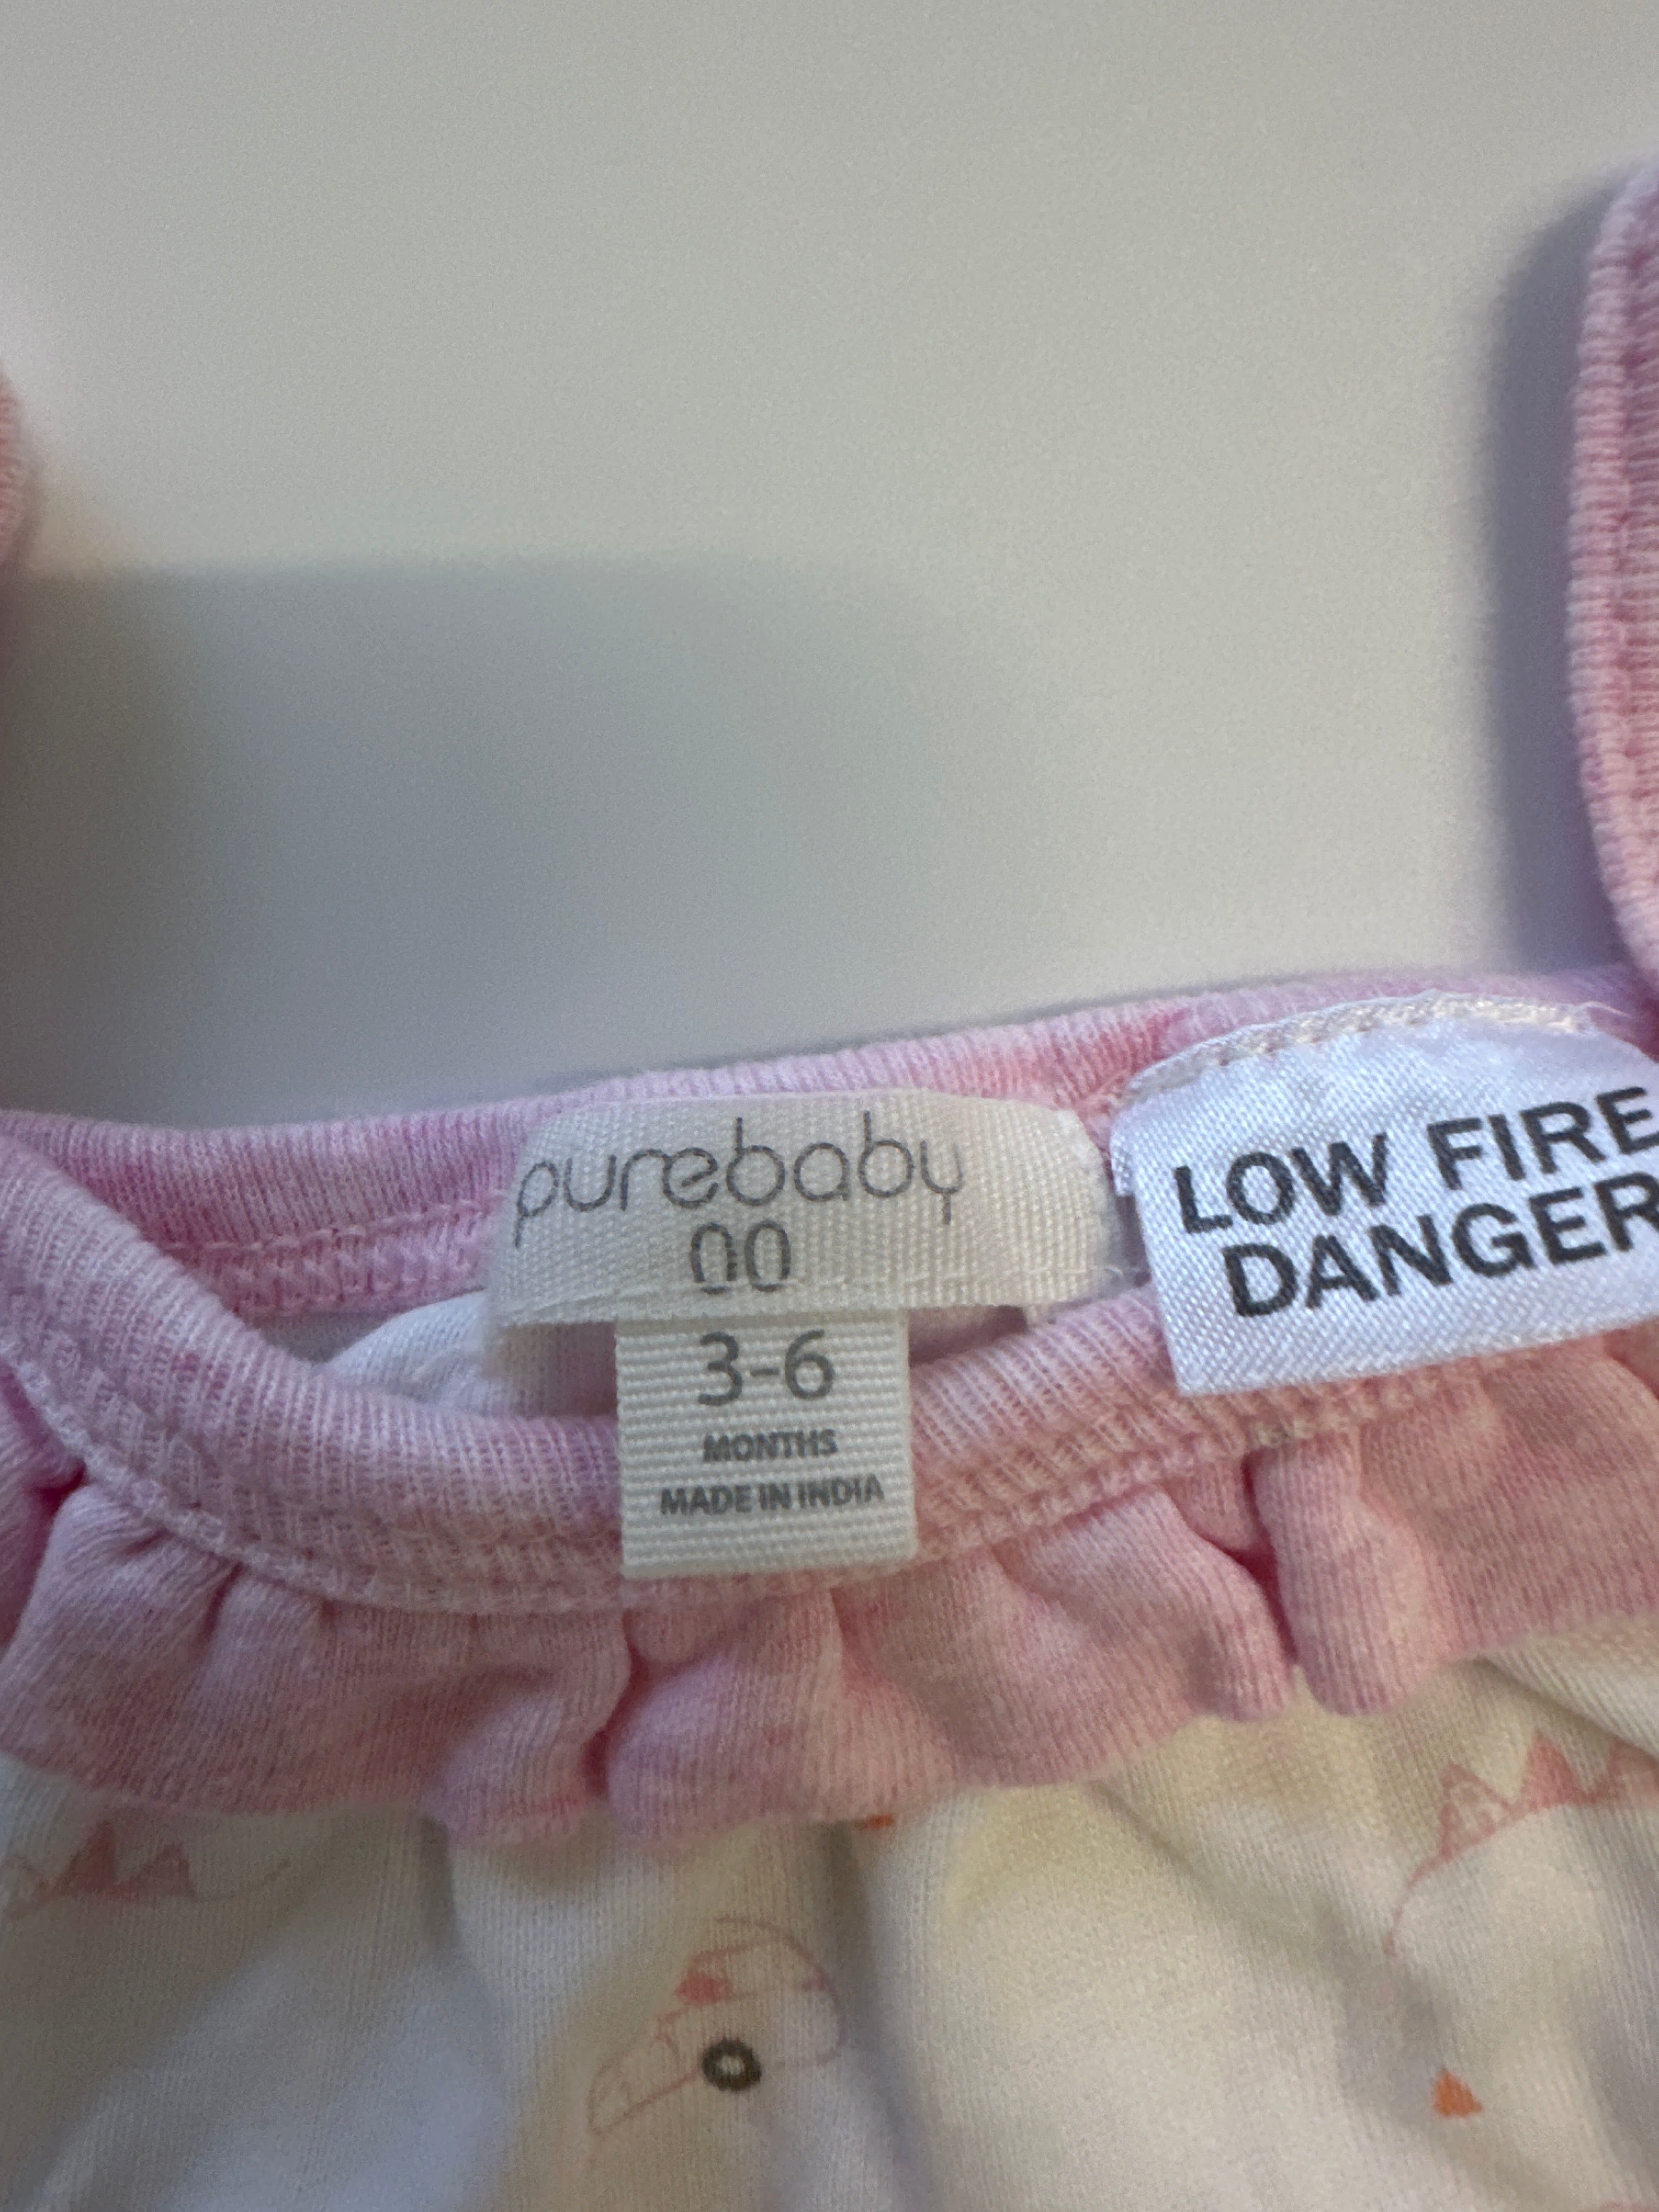 purebaby
00
3-6
MONTHS
MADE IN INDIA
LOW FIRE
DANGER